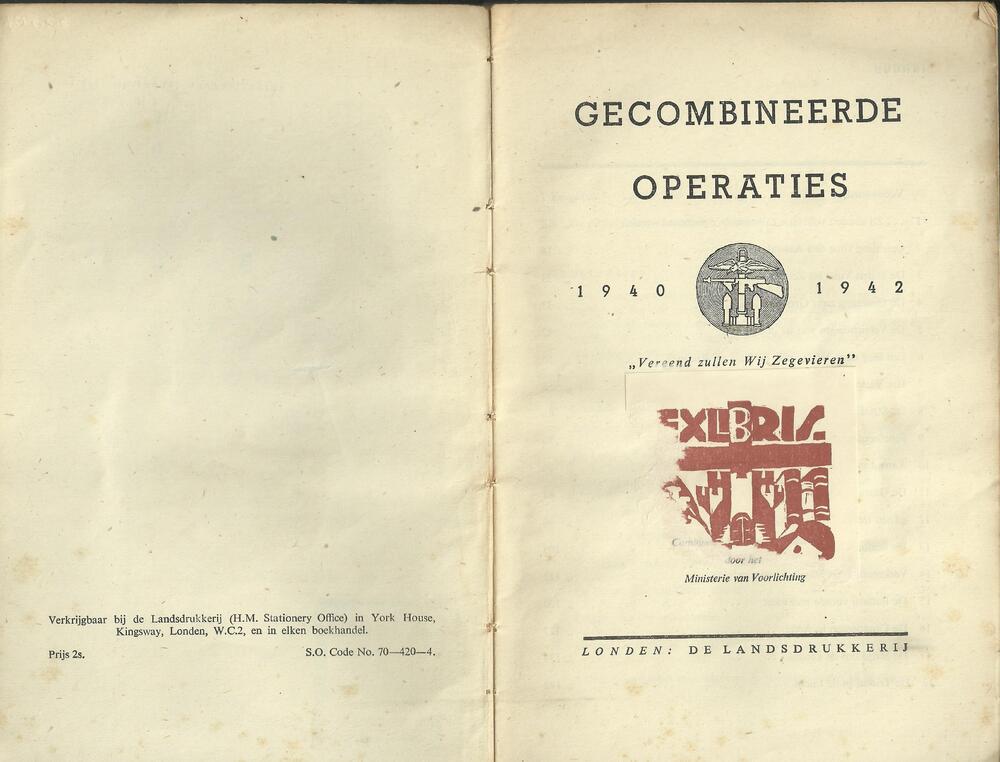 Verkrijgbaar bij de Landsdrukkerij (H.M. Stationery Office) in York House,
Kingsway, Londen, W.C.2, en in elken boekhandel.
Prijs 2s. S.O. Code No. 70—420—4.
GECOMBINEERDE
OPERATIES
1940 1942
„Vereend zullen Wij Zegevieren”
EXLIBRIS.
door het
Ministerie van Voorlichting
LONDEN: DE LANDSDRUKKERIJ